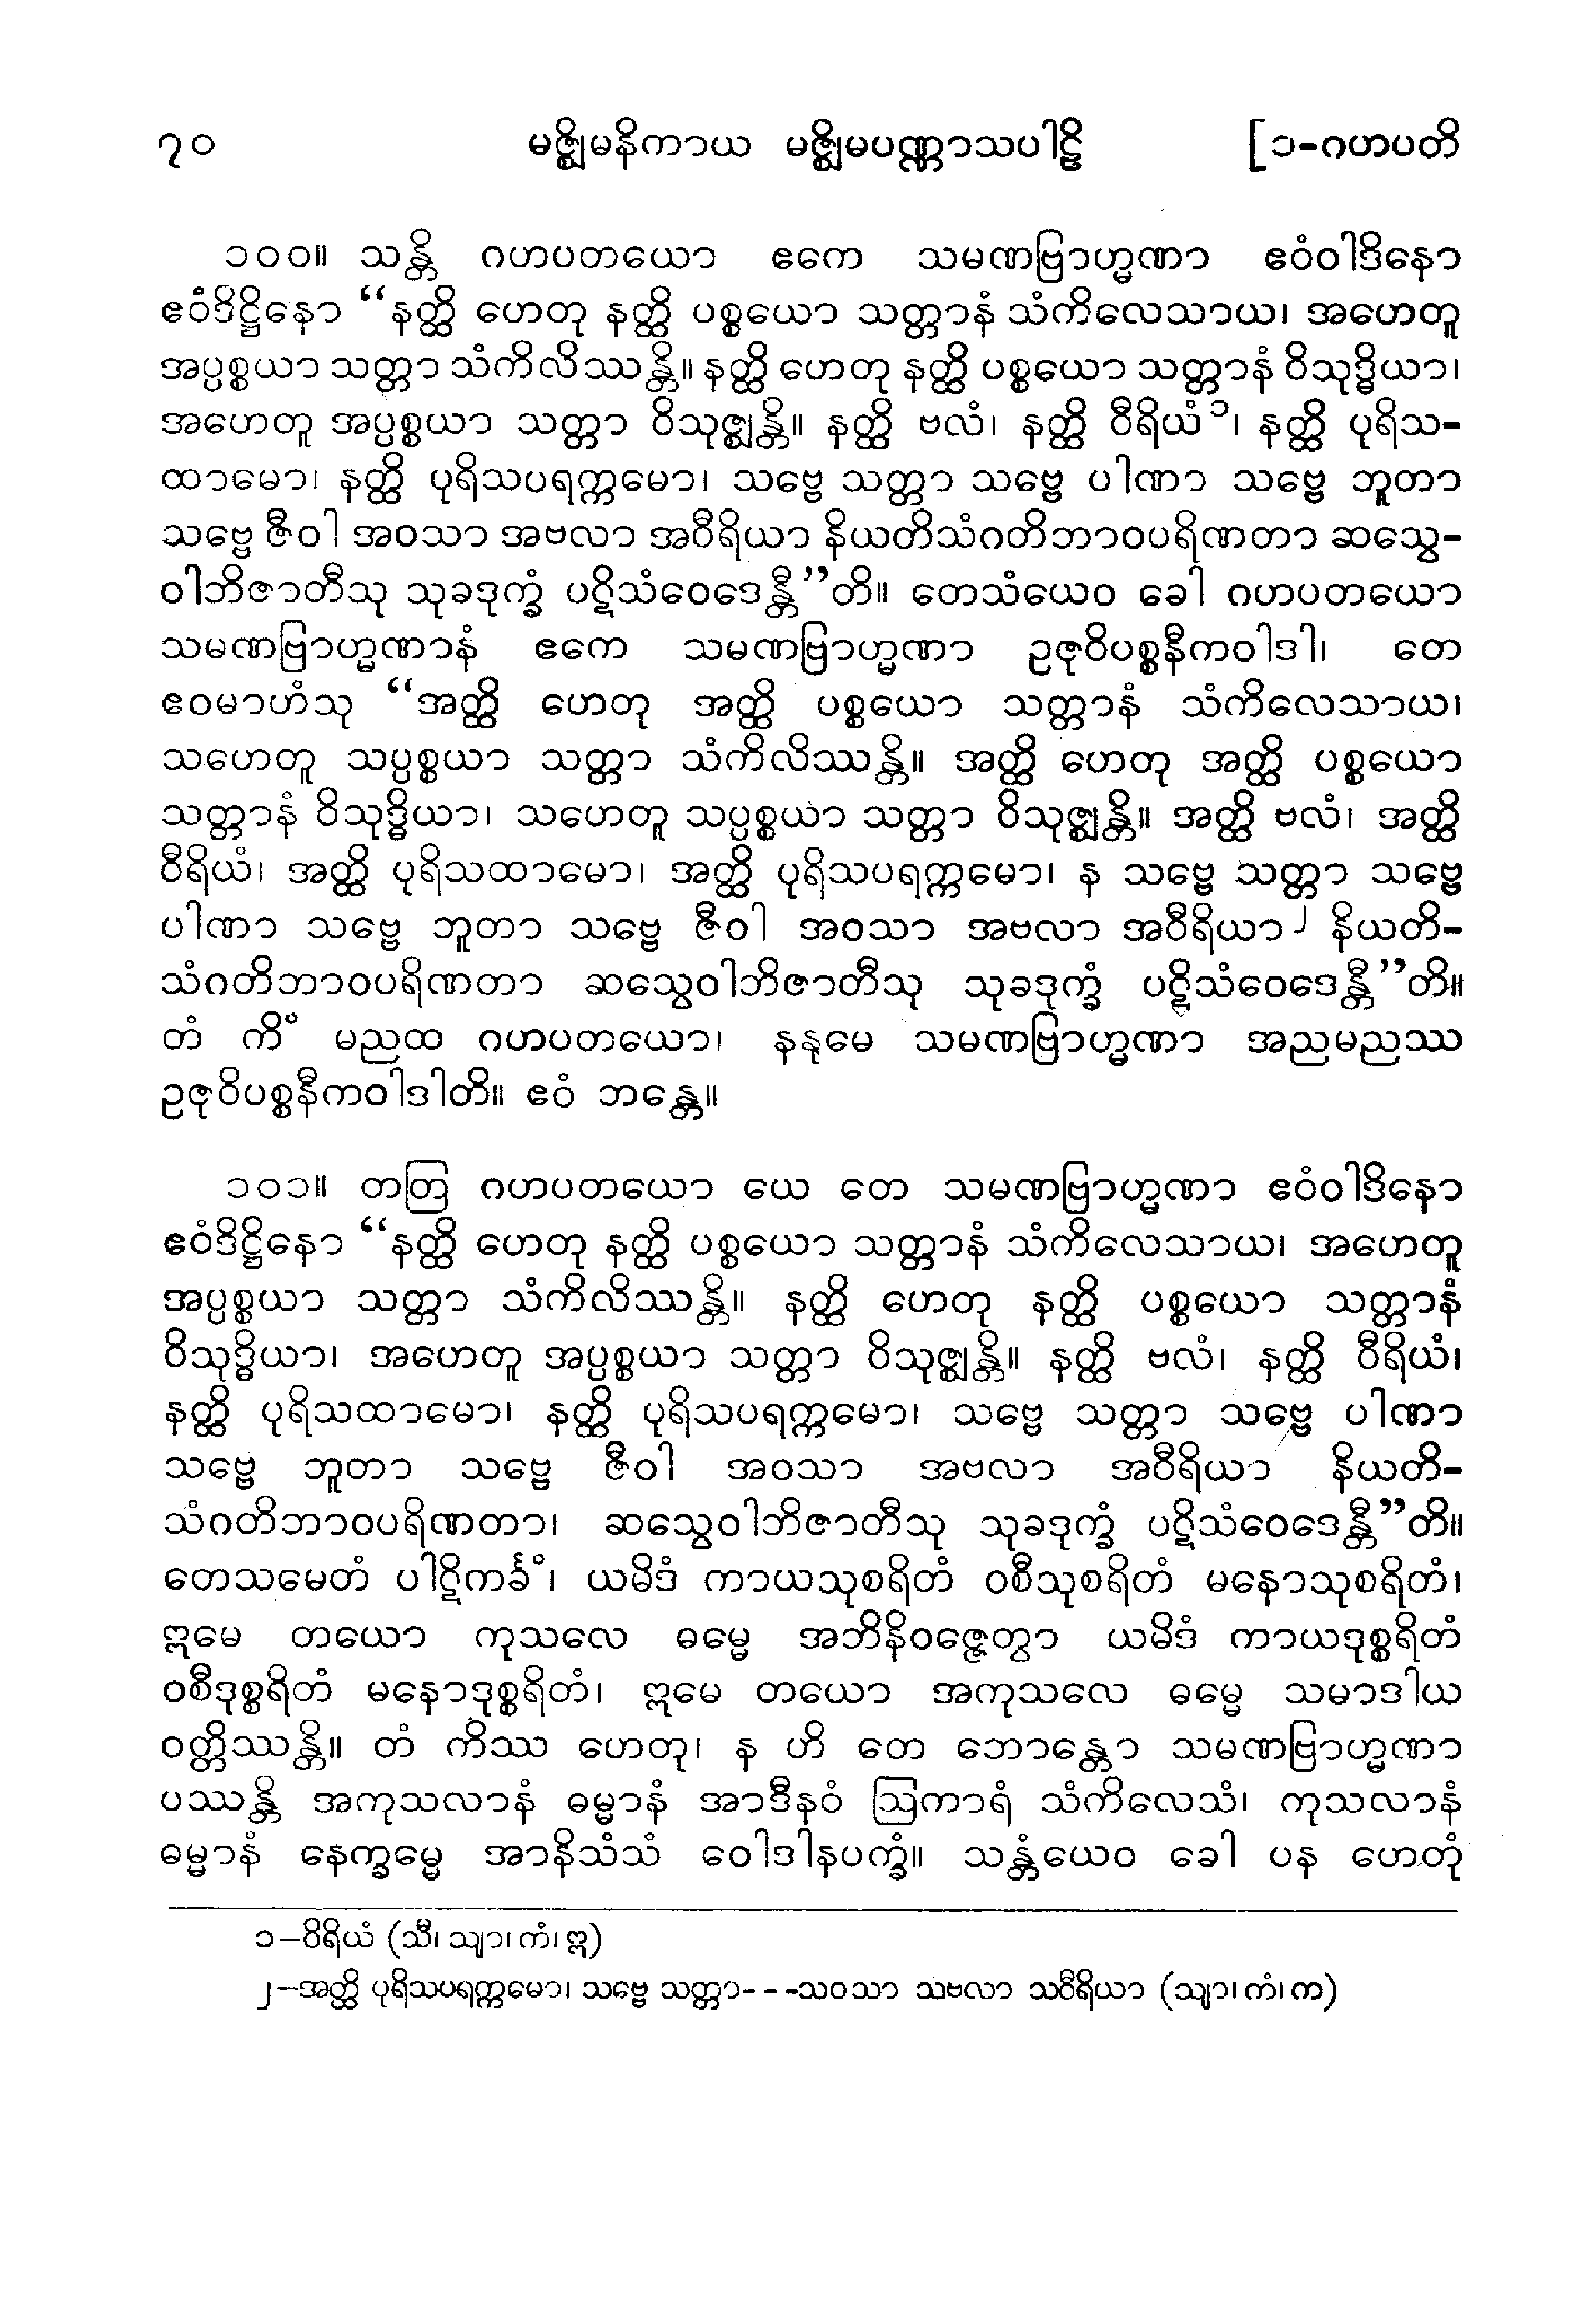 ၇၀ မဇ္ဈိမနိကာယ မဇ္ဈိမပဏ္ဏာသပါဠိ [၁-ဂဟပတိ
၁၀၀။ သန္တိ ဂဟပတယော ဧကေ သမဏဗြာဟ္မဏာ ဧဝံဝါဒိနော
ဧဝံဒိဋ္ဌိနော “နတ္ထိ ဟေတု နတ္ထိ ပစ္စယော သတ္တာနံ သံကိလေသာယ၊ အဟေတူ
အပ္ပစ္စယာ သတ္တာ သံကိလိဿန္တိ။ နတ္ထိ ဟေတု နတ္ထိ ပစ္စယော သတ္တာနံ ဝိသုဒ္ဓိယာ၊
အဟေတူ အပ္ပစ္စယာ သတ္တာ ဝိသုဇ္ဈန္တိ။ နတ္ထိ ဗလံ၊ နတ္ထိ ဝီရိယံ၁၊ နတ္ထိ ပုရိသ-
ထာမော၊ နတ္ထိ ပုရိသပရက္ကမော၊ သဗ္ဗေ သတ္တာ သဗ္ဗေ ပါဏာ သဗ္ဗေ ဘူတာ
သဗ္ဗေ ဇီဝါ အဝသာ အဗလာ အဝီရိယာ နိယတိသံဂတိဘာဝပရိဏတာ ဆသွေ-
ဝါဘိဇာတီသု သုခဒုက္ခံ ပဋိသံဝေဒေန္တီ”တိ။ တေသံယေဝ ခေါ ဂဟပတယော
သမဏဗြာဟ္မဏာနံ ဧကေ သမဏဗြာဟ္မဏာ ဥဇုဝိပစ္စနီကဝါဒါ၊ တေ
ဧဝမာဟံသု “အတ္ထိ ဟေတု အတ္ထိ ပစ္စယော သတ္တာနံ သံကိလေသာယ၊
သဟေတူ သပ္ပစ္စယာ သတ္တာ သံကိလိဿန္တိ။ အတ္ထိ ဟေတု အတ္ထိ ပစ္စယော
သတ္တာနံ ဝိသုဒ္ဓိယာ၊ သဟေတူ သပ္ပစ္စယာ သတ္တာ ဝိသုဇ္ဈန္တိ။ အတ္ထိ ဗလံ၊ အတ္ထိ
ဝီရိယံ၊ အတ္ထိ ပုရိသထာမော၊ အတ္ထိ ပုရိသပရက္ကမော၊ န သဗ္ဗေ သတ္တာ သဗ္ဗေ
ပါဏာ သဗ္ဗေ ဘူတာ သဗ္ဗေ ဇီဝါ အဝသာ အဗလာ အဝီရိယာ၂ နိယတိ-
သံဂတိဘာဝပရိဏတာ ဆသွေဝါဘိဇာတီသု သုခဒုက္ခံ ပဋိသံဝေဒေန္တီ”တိ။
တံ ကိံ မညထ ဂဟပတယော၊ နနုမေ သမဏဗြာဟ္မဏာ အညမညဿ
ဥဇုဝိပစ္စနီကဝါဒါတိ။ ဧဝံ ဘန္တေ။
၁၀၁။ တတြ ဂဟပတယော ယေ တေ သမဏဗြာဟ္မဏာ ဧဝံဝါဒိနော
ဧဝံဒိဋ္ဌိနော “နတ္ထိ ဟေတု နတ္ထိ ပစ္စယော သတ္တာနံ သံကိလေသာယ၊ အဟေတူ
အပ္ပစ္စယာ သတ္တာ သံကိလိဿန္တိ။ နတ္ထိ ဟေတု နတ္ထိ ပစ္စယော သတ္တာနံ
ဝိသုဒ္ဓိယာ၊ အဟေတူ အပ္ပစ္စယာ သတ္တာ ဝိသုဇ္ဈန္တိ။ နတ္ထိ ဗလံ၊ နတ္ထိ ဝီရိယံ၊
နတ္ထိ ပုရိသထာမော၊ နတ္ထိ ပုရိသပရက္ကမော၊ သဗ္ဗေ သတ္တာ သဗ္ဗေ ပါဏာ
သဗ္ဗေ ဘူတာ သဗ္ဗေ ဇီဝါ အဝသာ အဗလာ အဝီရိယာ နိယတိ-
သံဂတိဘာဝပရိဏတာ၊ ဆသွေဝါဘိဇာတီသု သုခဒုက္ခံ ပဋိသံဝေဒေန္တီ”တိ။
တေသမေတံ ပါဋိကင်္ခံ၊ ယမိဒံ ကာယသုစရိတံ ဝစီသုစရိတံ မနောသုစရိတံ၊
ဣမေ တယော ကုသလေ ဓမ္မေ အဘိနိဝဇ္ဇေတွာ ယမိဒံ ကာယဒုစ္စရိတံ
ဝစီဒုစ္စရိတံ မနောဒုစ္စရိတံ၊ ဣမေ တယော အကုသလေ ဓမ္မေ သမာဒါယ
ဝတ္တိဿန္တိ။ တံ ကိဿ ဟေတု၊ န ဟိ တေ ဘောန္တော သမဏဗြာဟ္မဏာ
ပဿန္တိ အကုသလာနံ ဓမ္မာနံ အာဒီနဝံ ဩကာရံ သံကိလေသံ၊ ကုသလာနံ
ဓမ္မာနံ နေက္ခမ္မေ အာနိသံသံ ဝေါဒါနပက္ခံ။ သန္တံယေဝ ခေါ ပန ဟေတုံ
၁–ဝိရိယံ (သီ၊ သျာ၊ ကံ၊ ဣ)
၂–အတ္ထိ ပုရိသပရက္ကမော၊ သဗ္ဗေ သတ္တာ- - -သဝသာ သဗလာ သဝီရိယာ (သျာ၊ ကံ၊ က)